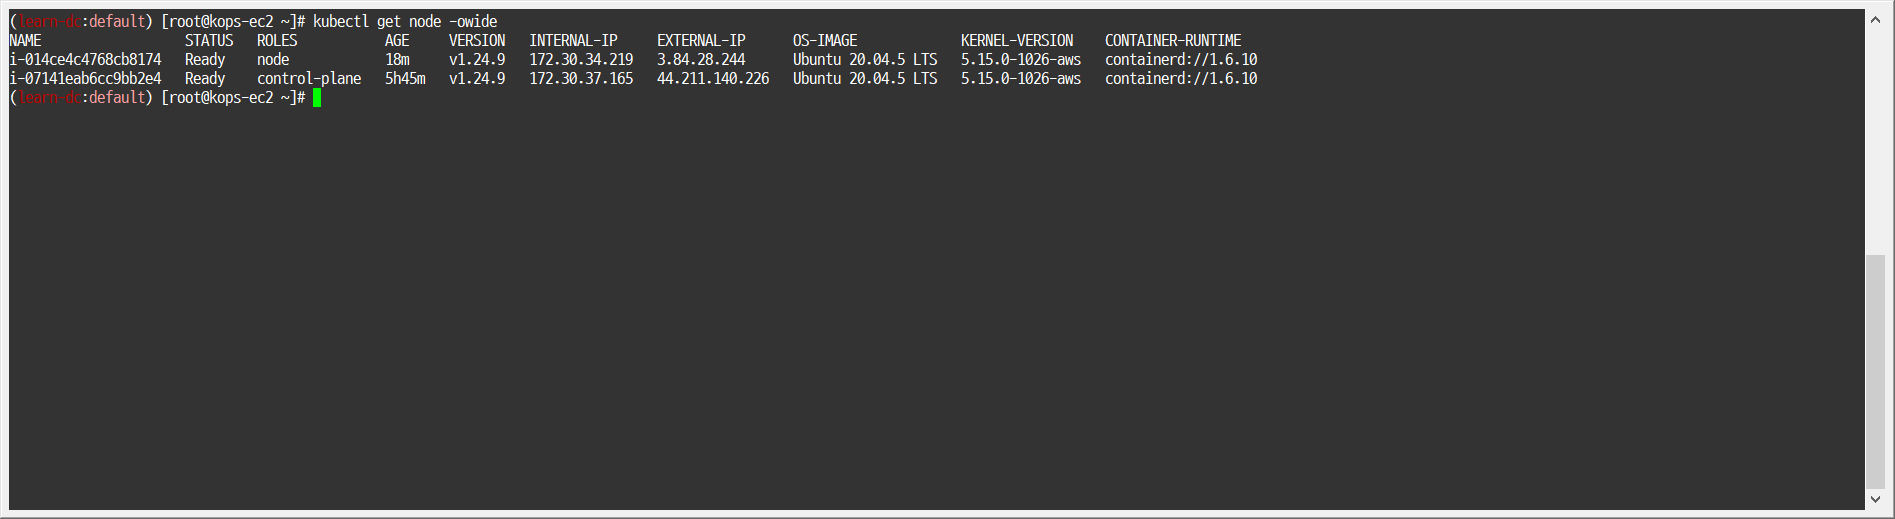 (learn-dc:default) [root@kops-ec2 ~]# kubectl get node -owide
NAME                  STATUS   ROLES           AGE     VERSION   INTERNAL-IP     EXTERNAL-IP      OS-IMAGE             KERNEL-VERSION    CONTAINER-RUNTIME
i-014ce4c4768cb8174   Ready    node            18m     v1.24.9   172.30.34.219   3.84.28.244      Ubuntu 20.04.5 LTS   5.15.0-1026-aws   containerd://1.6.10
i-07141eab6cc9bb2e4   Ready    control-plane   5h45m   v1.24.9   172.30.37.165   44.211.140.226   Ubuntu 20.04.5 LTS   5.15.0-1026-aws   containerd://1.6.10
(learn-dc:default) [root@kops-ec2 ~]#